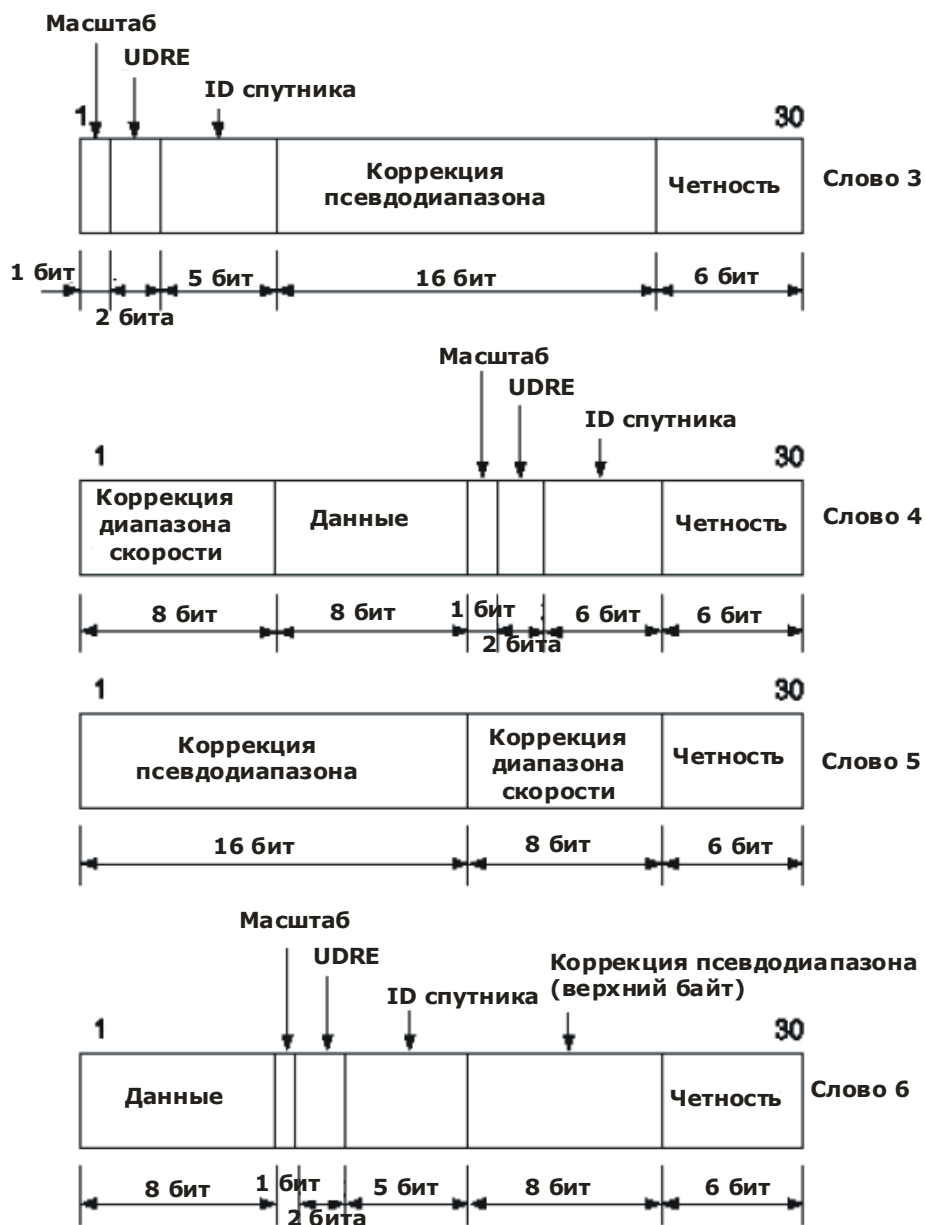 Масштаб
UDRE
ID спутника
1
30
Коррекция
псевдодиапазона
Четность
Слово 3
1 бит
5 бит
16 бит
6 бит
2 бита
Масштаб
UDRE
ID спутника
1
30
Коррекция
диапазона
скорости
Данные
Четность
Слово 4
8 бит
8 бит
1 бит
6 бит
6 бит
2 бита
1
30
Коррекция
псевдодиапазона
Коррекция
диапазона
скорости
Четность
Слово 5
16 бит
8 бит
6 бит
Масштаб
UDRE
ID спутника
Коррекция псевдодиапазона
(верхний байт)
1
30
Данные
Четность
Слово 6
8 бит
1 бит
5 бит
8 бит
6 бит
2 бита